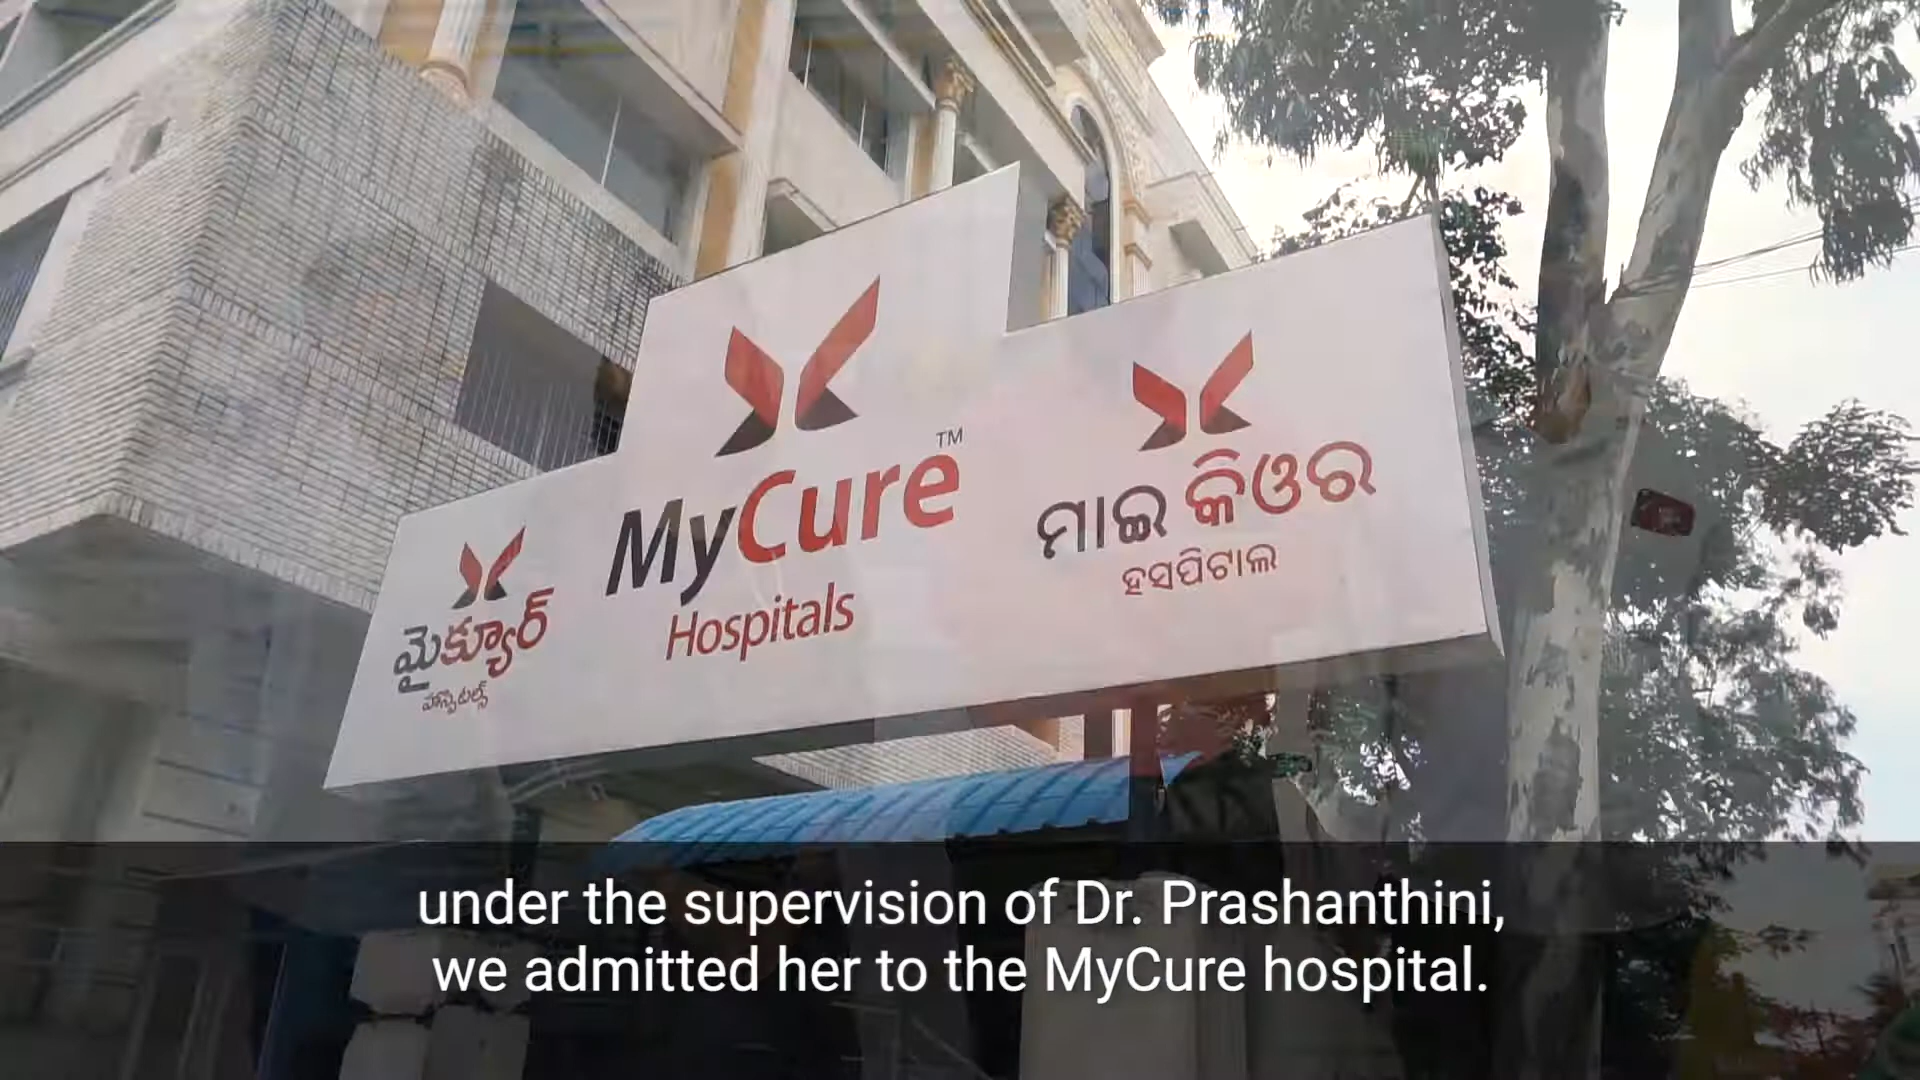 MyCure™
Hospitals
మైక్యూర్
హాస్పిటల్స్
ମାଇ କିଓର
ହସପିଟାଲ
under the supervision of Dr. Prashanthini,
we admitted her to the MyCure hospital.